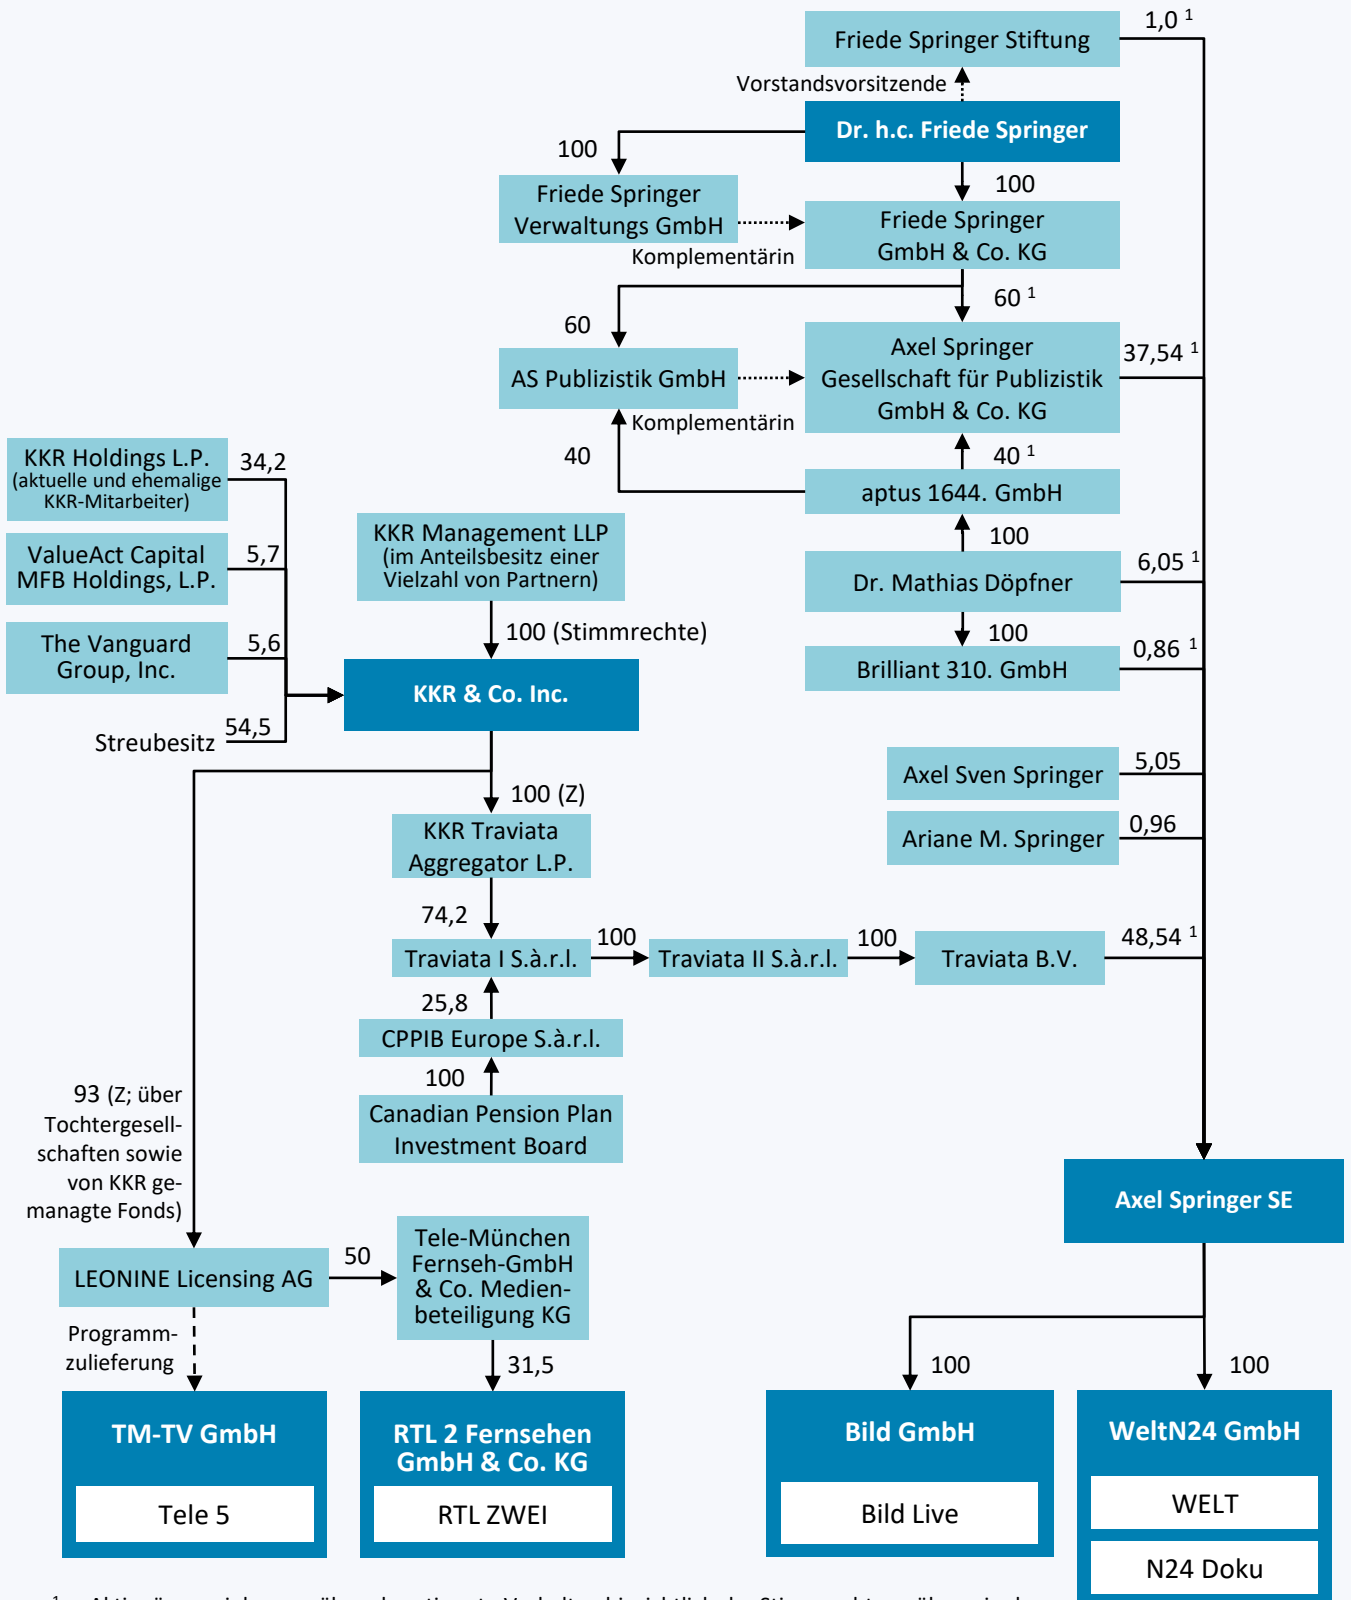 Friede Springer Stiftung
1,0 ¹
Vorstandsvorsitzende
Dr. h.c. Friede Springer
100
100
Friede Springer
Verwaltungs GmbH
Komplementärin
Friede Springer
GmbH & Co. KG
60
60 ¹
AS Publizistik GmbH
Komplementärin
Axel Springer
Gesellschaft für Publizistik
GmbH & Co. KG
37,54 ¹
40
40 ¹
aptus 1644. GmbH
100
Dr. Mathias Döpfner
6,05 ¹
100
Brilliant 310. GmbH
0,86 ¹
KKR Holdings L.P.
(aktuelle und ehemalige
KKR-Mitarbeiter)
34,2
ValueAct Capital
MFB Holdings, L.P.
5,7
The Vanguard
Group, Inc.
5,6
Streubesitz
54,5
KKR Management LLP
(im Anteilsbesitz einer
Vielzahl von Partnern)
100 (Stimmrechte)
KKR & Co. Inc.
Axel Sven Springer
5,05
Ariane M. Springer
0,96
100 (Z)
KKR Traviata
Aggregator L.P.
74,2
Traviata I S.à.r.l.
100
Traviata II S.à.r.l.
100
Traviata B.V.
48,54 ¹
25,8
CPPIB Europe S.à.r.l.
100
Canadian Pension Plan
Investment Board
93 (Z; über
Tochtergesell-
schaften sowie
von KKR ge-
managte Fonds)
Axel Springer SE
LEONINE Licensing AG
50
Tele-München
Fernseh-GmbH
& Co. Medien-
beteiligung KG
Programm-
zulieferung
31,5
100
100
TM-TV GmbH
Tele 5
RTL 2 Fernsehen
GmbH & Co. KG
RTL ZWEI
Bild GmbH
Bild Live
WeltN24 GmbH
WELT
N24 Doku